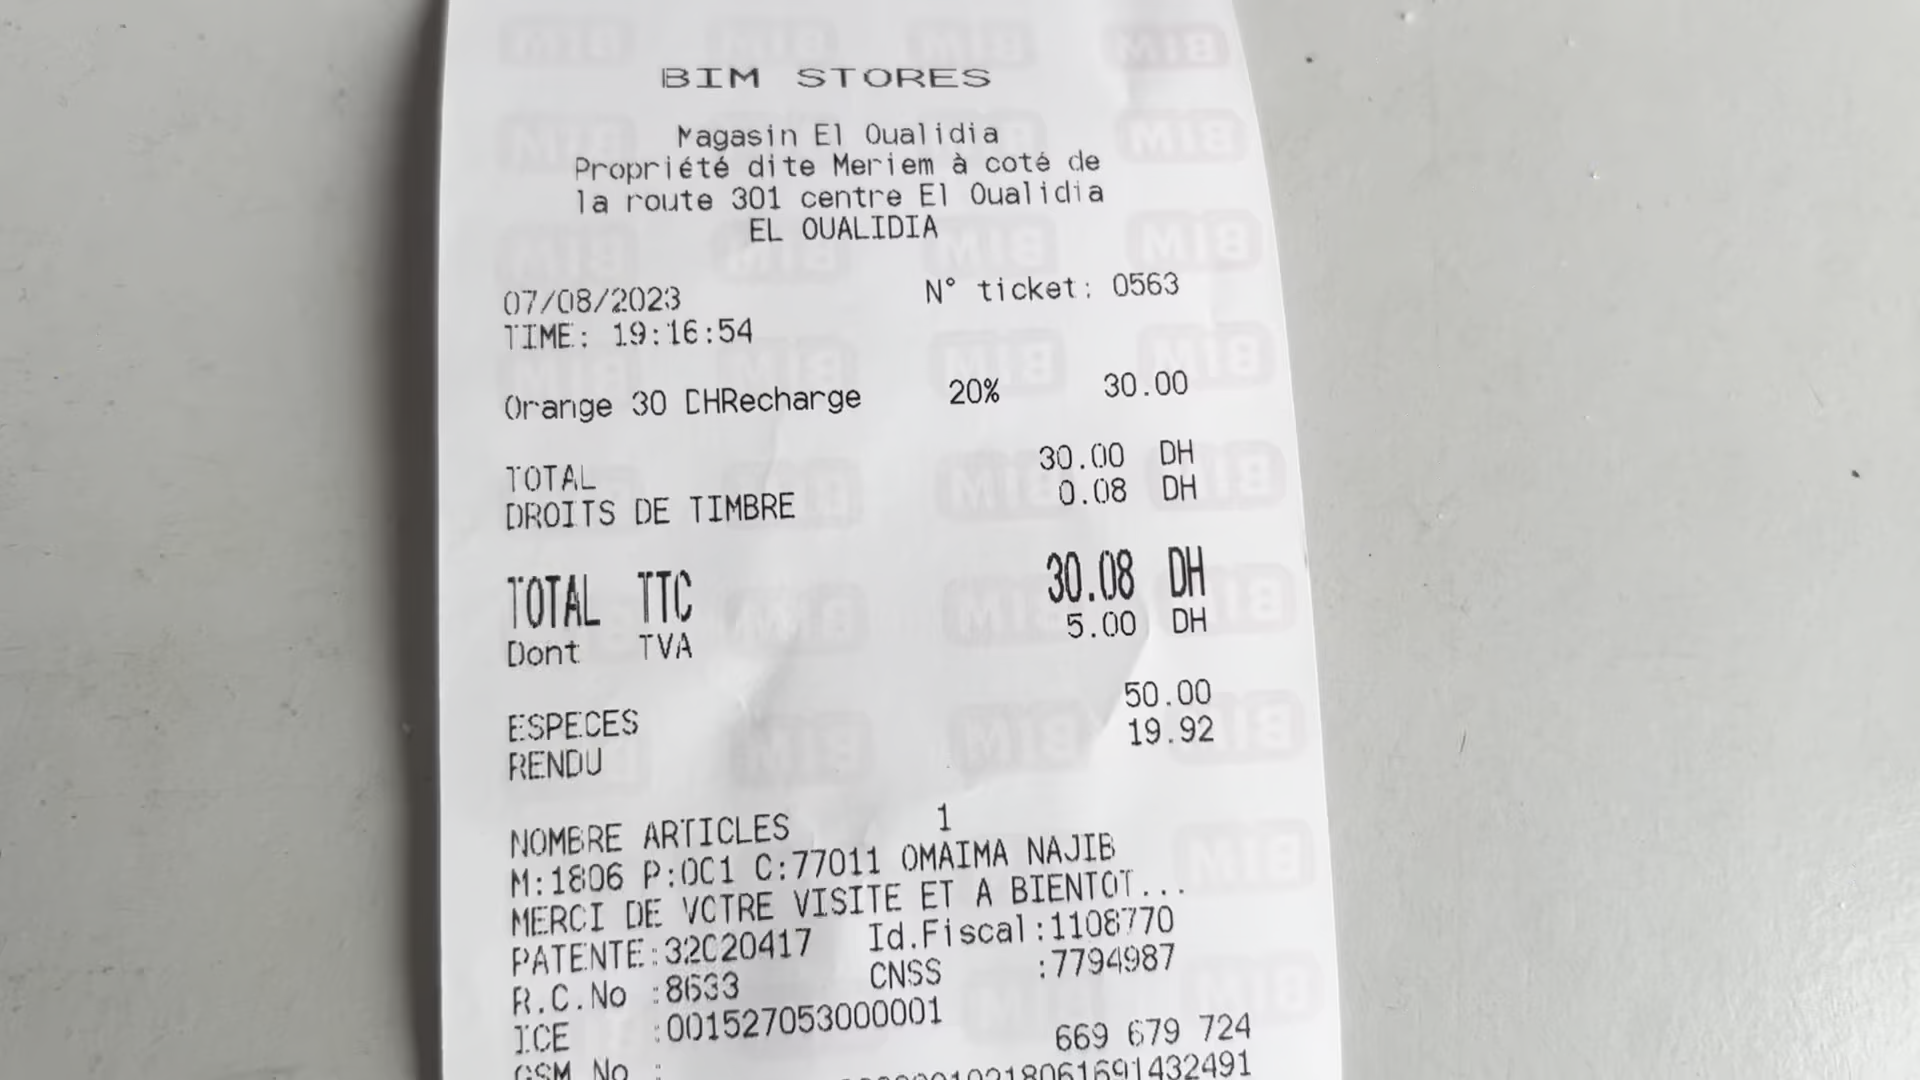 BIM STORES
Magasin El Oualidia
Propriété dite Meriem à coté de
la route 301 centre El Oualidia
EL OUALIDIA
07/08/2023 N° ticket: 0563
TIME: 19:16:54
Orange 30 DHRecharge 20% 30.00
TOTAL 30.00 DH
DROITS DE TIMBRE 0.08 DH
TOTAL TTC 30.08 DH
Dont TVA 5.00 DH
ESPECES 50.00
RENDU 19.92
NOMBRE ARTICLES 1
M:1806 P:001 C:77011 OMAIMA NAJIB
MERCI DE VOTRE VISITE ET A BIENTOT...
PATENTE:32020417 Id.Fiscal:1108770
R.C.No :8633 CNSS :7794987
ICE :001527053000001
GSM No : 669 679 724